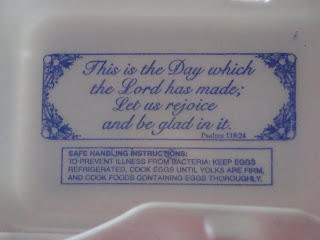 This is the Day which
the Lord has made;
Let us rejoice
and be glad in it.
Psalms 118:24
SAFE HANDLING INSTRUCTIONS:
TO PREVENT ILLNESS FROM BACTERIA: KEEP EGGS
REFRIGERATED, COOK EGGS UNTIL YOLKS ARE FIRM,
AND COOK FOODS CONTAINING EGGS THOROUGHLY.